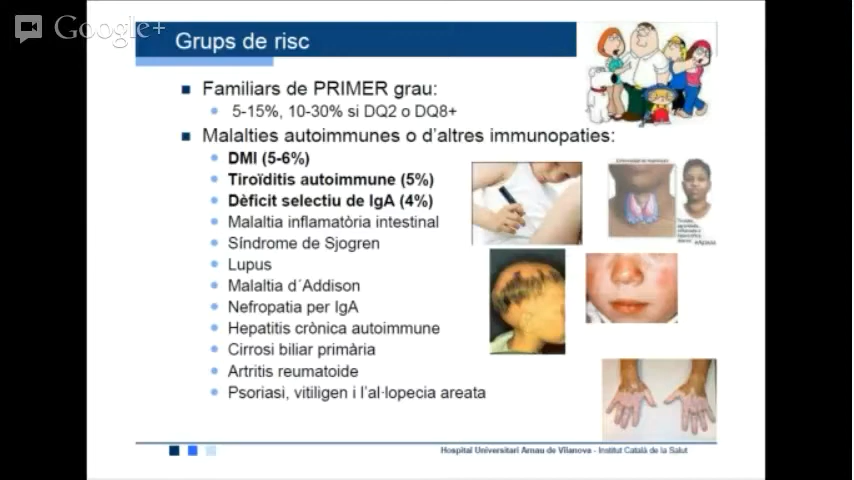 Google+
Grups de risc
Familiars de PRIMER grau:
5-15%, 10-30% si DQ2 o DQ8+
Malalties autoimmunes o d'altres immunopaties:
DMI (5-6%)
Tiroïditis autoimmune (5%)
Dèficit selectiu de IgA (4%)
Malaltia inflamatòria intestinal
Síndrome de Sjogren
Lupus
Malaltia d´Addison
Nefropatia per IgA
Hepatitis crònica autoimmune
Cirrosi biliar primària
Artritis reumatoide
Psoriasi, vitiligen i l'al·lopecia areata
Hospital Universitari Arnau de Vilanova - Institut Català de la Salut